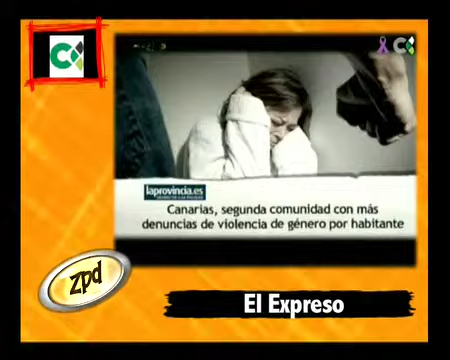 laprovincia.es
Canarias, segunda comunidad con más
denuncias de violencia de género por habitante
zpd
El Expreso